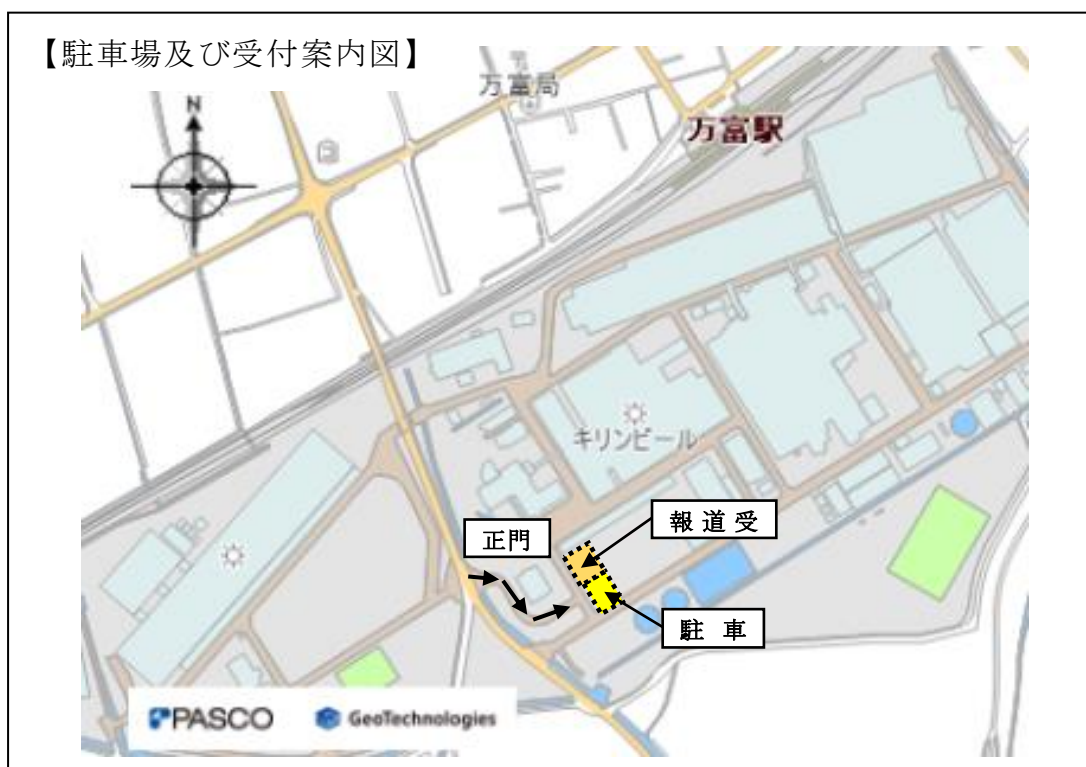 【駐車場及び受付案内図】
N
万富局
万富駅
キリンビール
報道受
正門
駐車
PASCO
GeoTechnologies